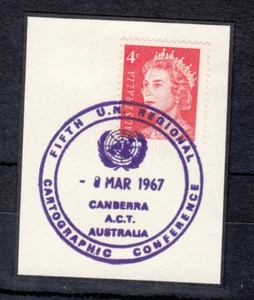 4c
AUSTRALIA
FIFTH U.N. REGIONAL
CARTOGRAPHIC CONFERENCE
- 8 MAR 1967
CANBERRA
A.C.T.
AUSTRALIA